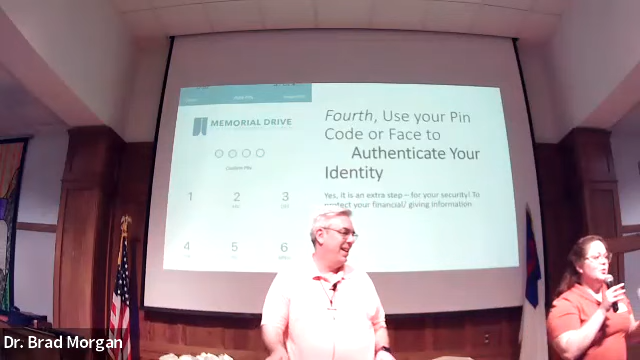 MEMORIAL DRIVE
Confirm PIN
1 2 3
4 5 6
Fourth, Use your Pin
Code or Face to
Authenticate Your
Identity
Yes, it is an extra step – for your security! To
protect your financial/ giving information
Dr. Brad Morgan